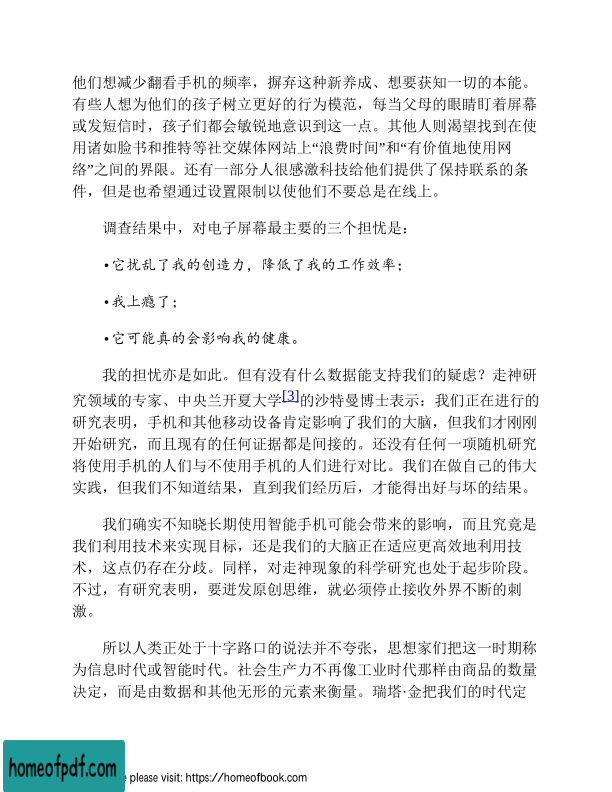 他们想减少翻看手机的频率，摒弃这种新养成、想要获知一切的本能。
有些人想为他们的孩子树立更好的行为模范，每当父母的眼睛盯着屏幕
或发短信时，孩子们都会敏锐地意识到这一点。其他人则渴望找到在使
用诸如脸书和推特等社交媒体网站上“浪费时间”和“有价值地使用网
络”之间的界限。还有一部分人很感激科技给他们提供了保持联系的条
件，但是也希望通过设置限制以使他们不要总是在线上。
调查结果中，对电子屏幕最主要的三个担忧是：
•它扰乱了我的创造力，降低了我的工作效率；
•我上瘾了；
•它可能真的会影响我的健康。
我的担忧亦是如此。但有没有什么数据能支持我们的疑虑？走神研
究领域的专家、中央兰开夏大学[3]的沙特曼博士表示：我们正在进行的
研究表明，手机和其他移动设备肯定影响了我们的大脑，但我们才刚刚
开始研究，而且现有的任何证据都是间接的。还没有任何一项随机研究
将使用手机的人们与不使用手机的人们进行对比。我们在做自己的伟大
实践，但我们不知道结果，直到我们经历后，才能得出好与坏的结果。
我们确实不知晓长期使用智能手机可能会带来的影响，而且究竟是
我们利用技术来实现目标，还是我们的大脑正在适应更高效地利用技
术，这点仍存在分歧。同样，对走神现象的科学研究也处于起步阶段。
不过，有研究表明，要迸发原创思维，就必须停止接收外界不断的刺
激。
所以人类正处于十字路口的说法并不夸张，思想家们把这一时期称
为信息时代或智能时代。社会生产力不再像工业时代那样由商品的数量
决定，而是由数据和其他无形的元素来衡量。瑞塔·金把我们的时代定
homeofpdf.com
e please visit: https://homeofbook.com